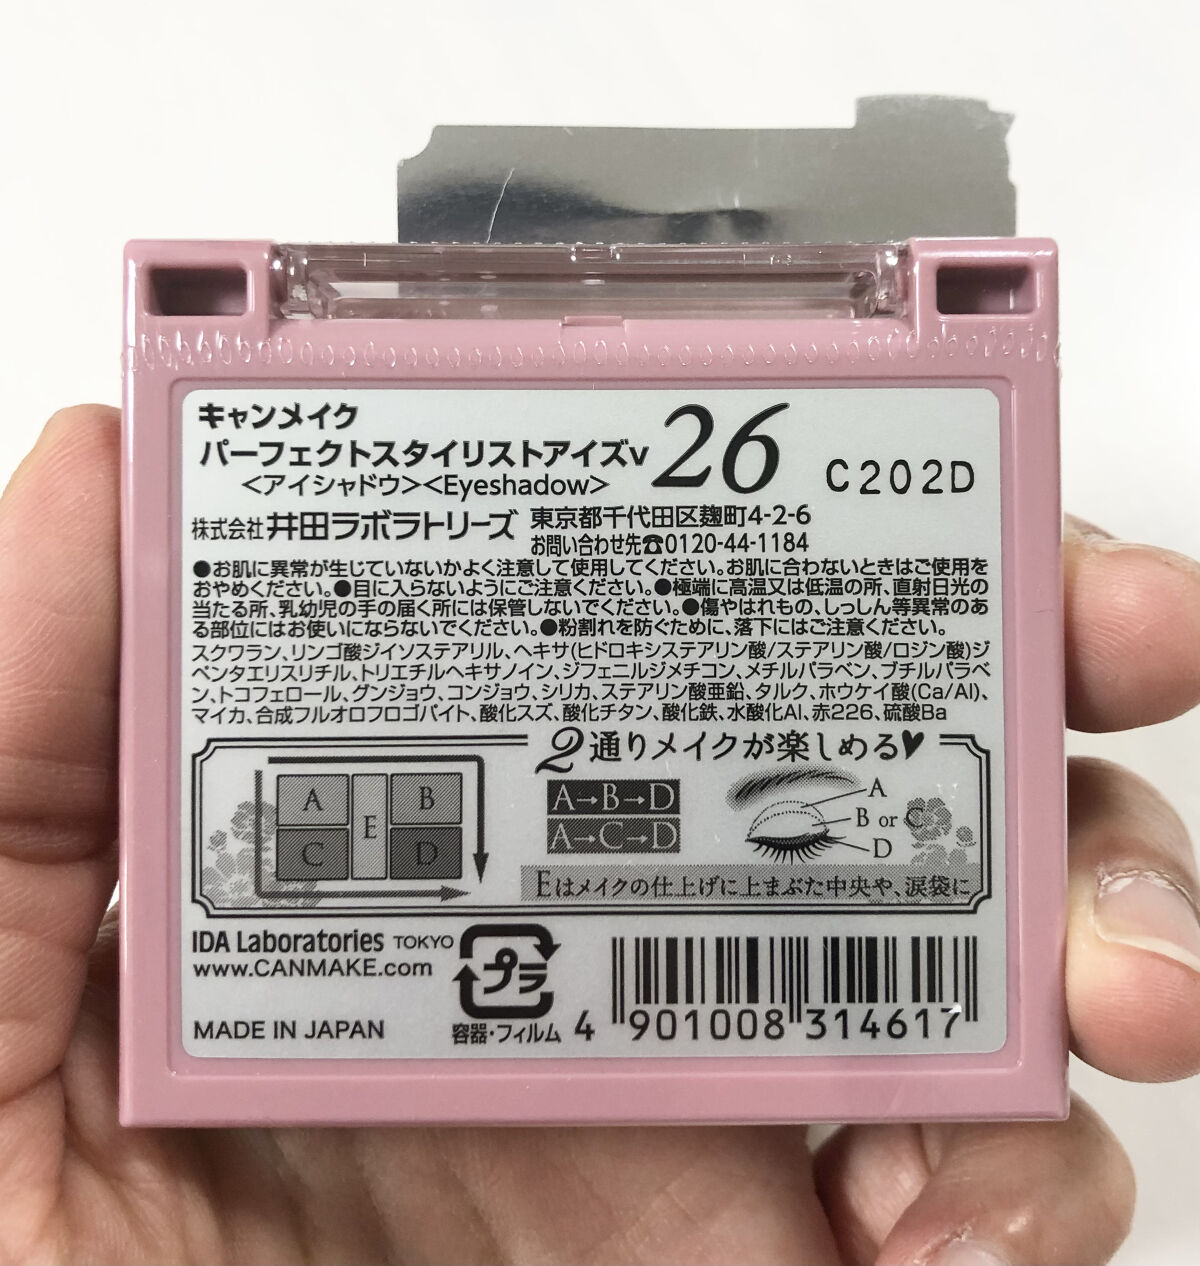 キャンメイク
パーフェクトスタイリストアイズv 26
<アイシャドウ><Eyeshadow>
C202D
株式会社 井田ラボラトリーズ
東京都千代田区麹町4-2-6
お問い合わせ先☎0120-44-1184
●お肌に異常が生じていないかよく注意して使用してください。お肌に合わないときはご使用を
おやめください。●目に入らないようにご注意ください。●極端に高温又は低温の所、直射日光の
当たる所、乳幼児の手の届く所には保管しないでください。●傷やはれもの、しっしん等異常のあ
る部位にはお使いにならないでください。●粉割れを防ぐために、落下にはご注意ください。
スクワラン、リンゴ酸ジイソステアリル、ヘキサ(ヒドロキシステアリン酸/ステアリン酸/ロジン酸)ジ
ペンタエリスリチル、トリエチルヘキサノイン、ジフェニルジメチコン、メチルパラベン、ブチルパラベ
ン、トコフェロール、グンジョウ、コンジョウ、シリカ、ステアリン酸亜鉛、タルク、ホウケイ酸(Ca/Al)、
マイカ、合成フルオロフロゴパイト、酸化スズ、酸化チタン、酸化鉄、水酸化Al、赤226、硫酸Ba
2通りメイクが楽しめる♥
A B
E
C D
A→B→D
A→C→D
A
B or C
D
Eはメイクの仕上げに上まぶた中央や、涙袋に
IDA Laboratories TOKYO
www.CANMAKE.com
MADE IN JAPAN
プラ
容器・フィルム
4 901008 314617